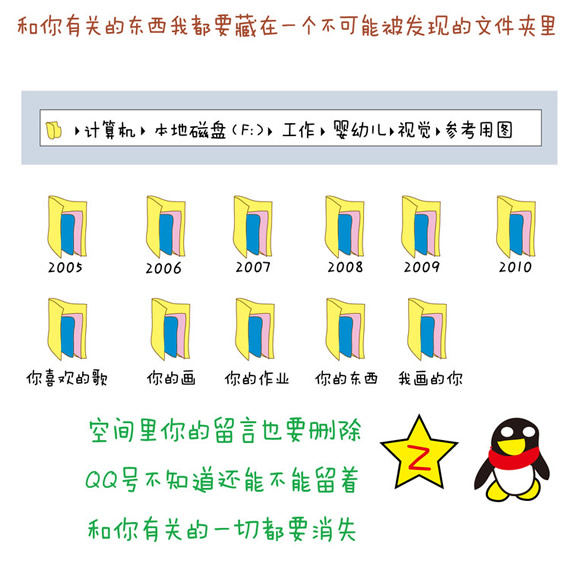 和你有关的东西我都要藏在一个不可能被发现的文件夹里
计算机 本地磁盘(F:) 工作 婴幼儿 视觉 参考用图
2005 2006 2007 2008 2009 2010
你喜欢的歌 你的画 你的作业 你的东西 我画的你
空间里你的留言也要删除
QQ号不知道还能不能留着
和你有关的一切都要消失
Z